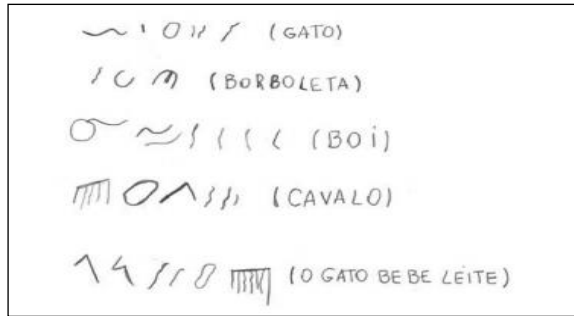 (GATO)
(BORBOLETA)
(BOi)
(CAVALO)
(O GATO BEBE LEITE)